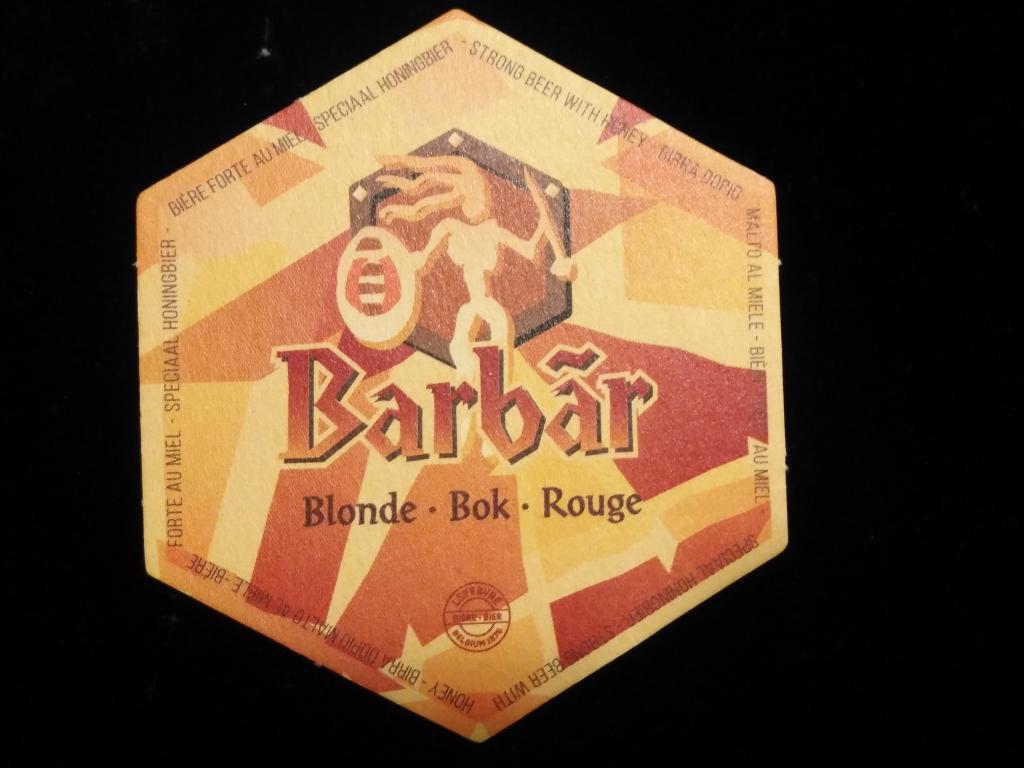 BIÈRE FORTE AU MIEL - SPECIAAL HONINGBIER - STRONG BEER WITH HONEY - BIRRA DOPIO
MALTO AL MIELE - BIÈRE AU MIEL -
SPECIAAL HONINGBIER - STRONG BEER WITH
HONEY - BIRRA DOPIO MALTO AL MIELE - BIÈRE
FORTE AU MIEL - SPECIAAL HONINGBIER -
Barbãr
Blonde · Bok · Rouge
LEFEBVRE
BIÈRE · BIER
BELGIUM 1876